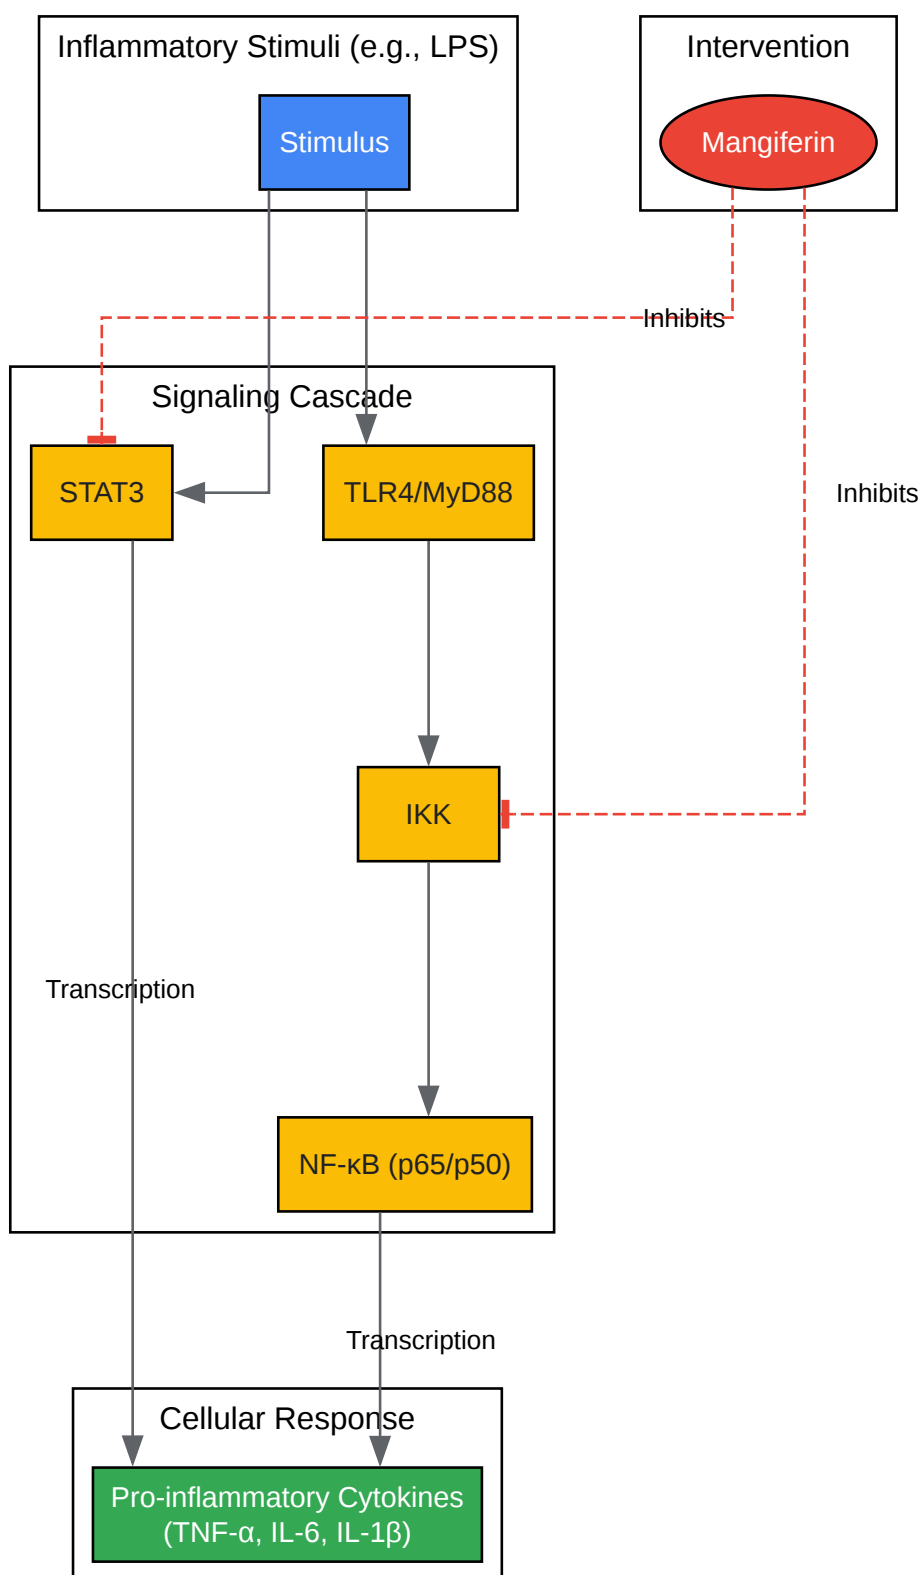 Inflammatory Stimuli (e.g., LPS)
Intervention
Stimulus
Mangiferin
Inhibits
Signaling Cascade
STAT3
TLR4/MyD88
Inhibits
IKK
Transcription
NF-κB (p65/p50)
Transcription
Cellular Response
Pro-inflammatory Cytokines
(TNF-α, IL-6, IL-1β)